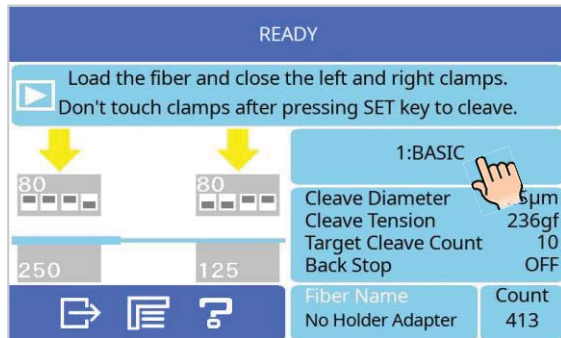 READY
Load the fiber and close the left and right clamps.
Don't touch clamps after pressing SET key to cleave.
80
80
250
125
1:BASIC
Cleave Diameter
Cleave Tension 236gf
Target Cleave Count 10
Back Stop OFF
Fiber Name
No Holder Adapter
Count
413